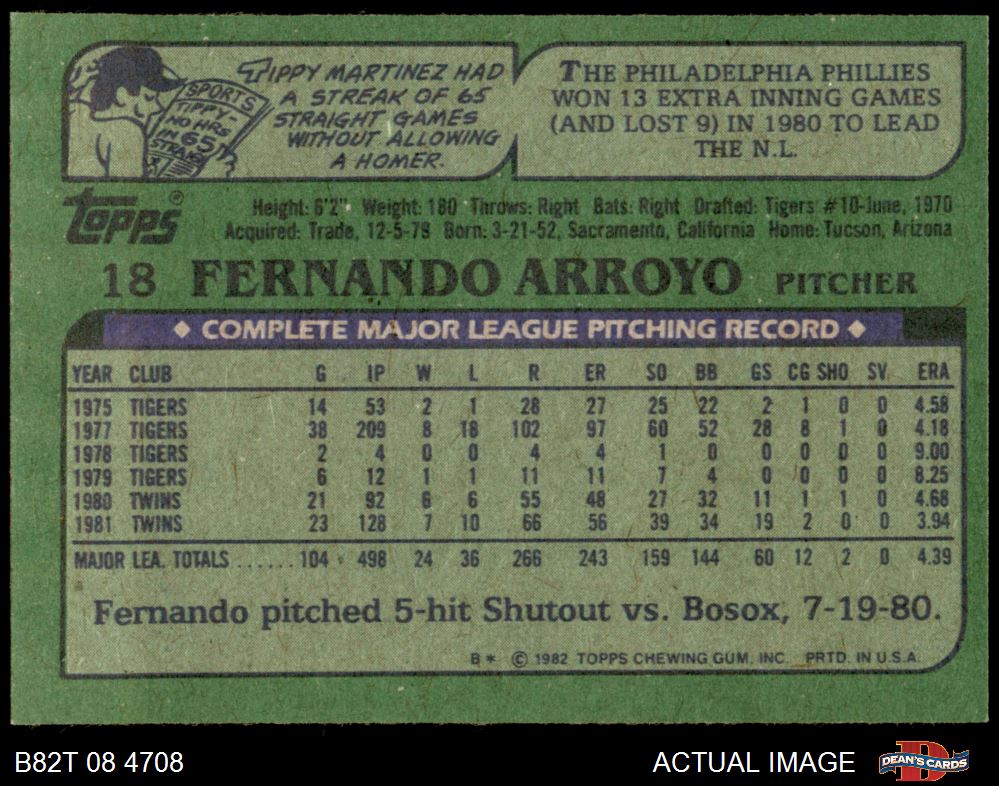 TIPPY MARTINEZ HAD
A STREAK OF 65
STRAIGHT GAMES
WITHOUT ALLOWING
A HOMER.
SPORTS
TIPPY-
NO HRS
IN 65
STRAIGHT
THE PHILADELPHIA PHILLIES
WON 13 EXTRA INNING GAMES
(AND LOST 9) IN 1980 TO LEAD
THE N.L.
topps®
Height: 6'2" Weight: 180 Throws: Right Bats: Right Drafted: Tigers #10-June, 1970
Acquired: Trade, 12-5-79 Born: 3-21-52, Sacramento, California Home: Tucson, Arizona
18 FERNANDO ARROYO PITCHER
◆ COMPLETE MAJOR LEAGUE PITCHING RECORD ◆
YEAR CLUB G IP W L R ER SO BB GS CG SHO SV ERA
1975 TIGERS 14 53 2 1 28 27 25 22 2 1 0 0 4.58
1977 TIGERS 38 209 8 18 102 97 60 52 28 8 1 0 4.18
1978 TIGERS 2 4 0 0 4 4 1 0 0 0 0 0 9.00
1979 TIGERS 6 12 1 1 11 11 7 4 0 0 0 0 8.25
1980 TWINS 21 92 6 6 55 48 27 32 11 1 1 0 4.68
1981 TWINS 23 128 7 10 66 56 39 34 19 2 0 0 3.94
MAJOR LEA. TOTALS ...... 104 498 24 36 266 243 159 144 60 12 2 0 4.39
Fernando pitched 5-hit Shutout vs. Bosox, 7-19-80.
B* © 1982 TOPPS CHEWING GUM, INC. PRTD. IN U.S.A.
B82T 08 4708
ACTUAL IMAGE
DEAN'S CARDS